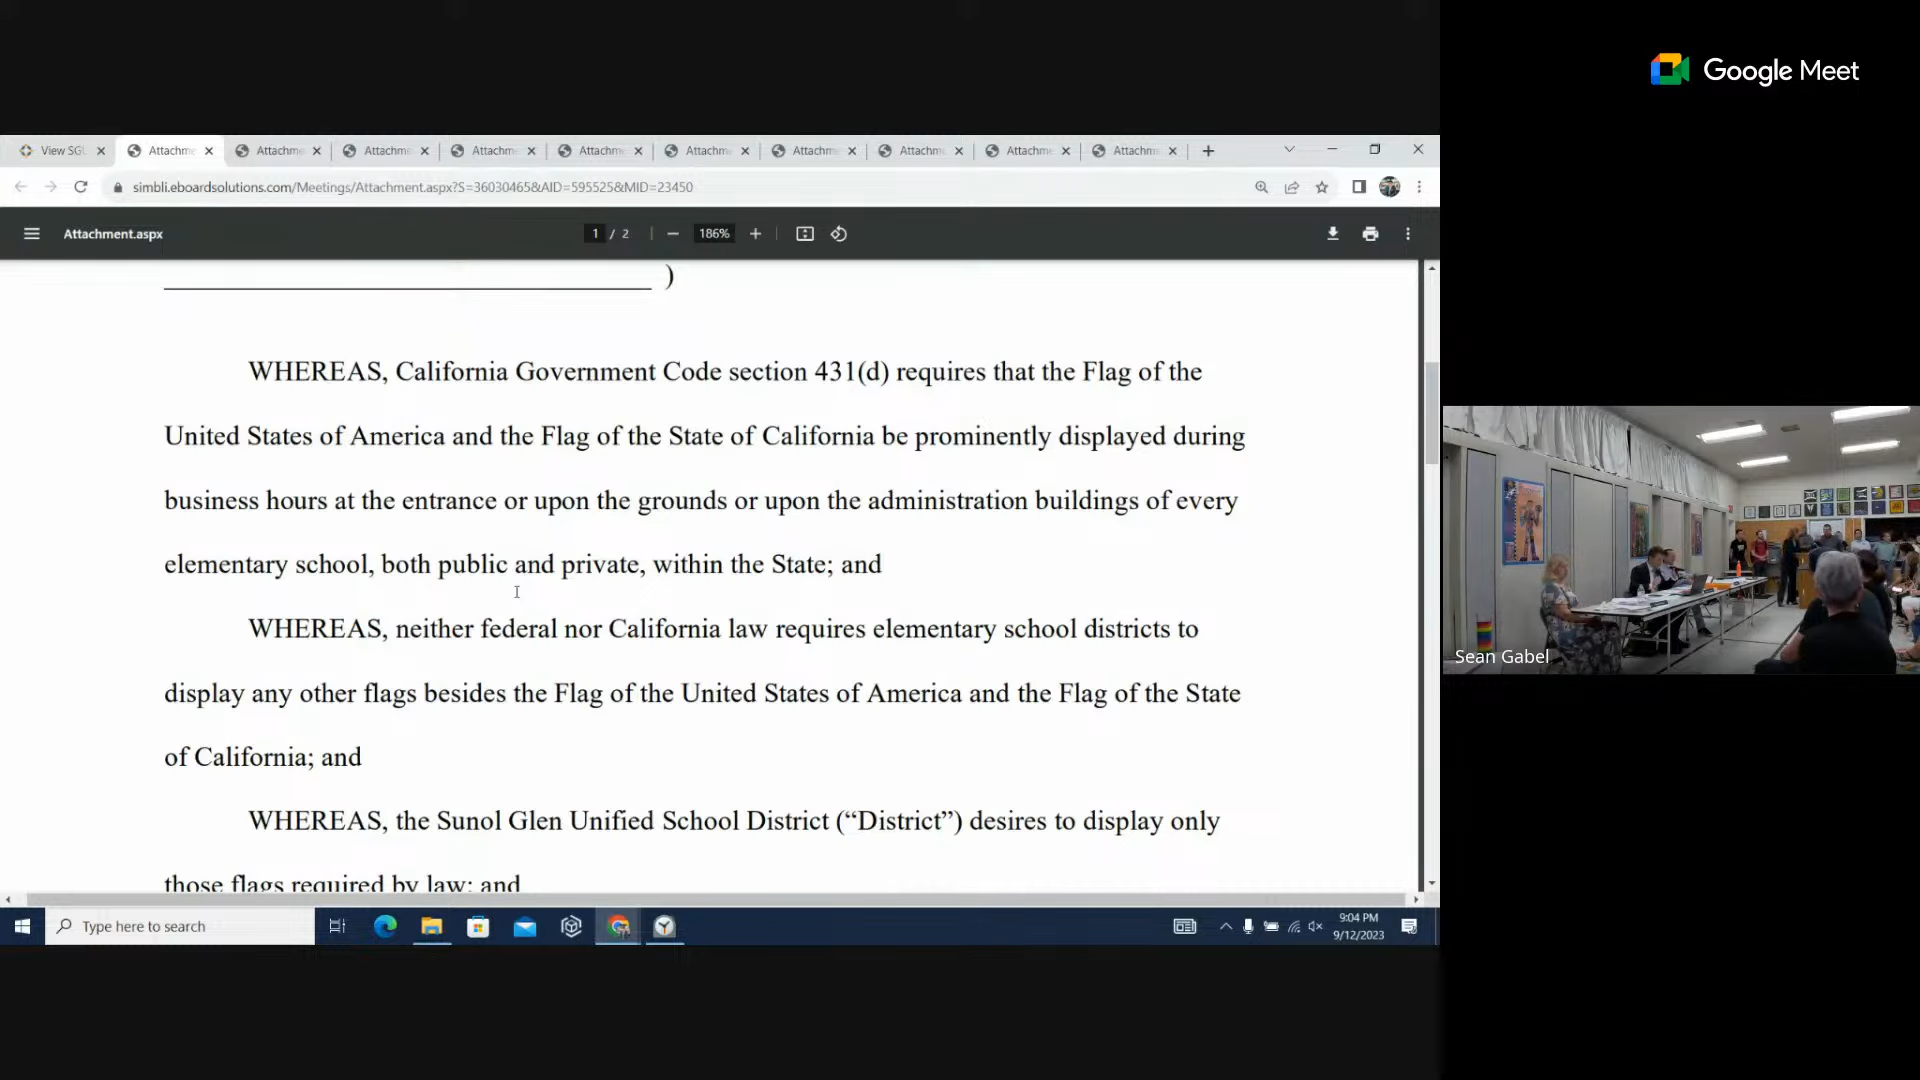 Google Meet
View SGU
Attachme
Attachme
Attachme
Attachme
Attachme
Attachme
Attachme
Attachme
Attachme
Attachme
simbli.eboardsolutions.com/Meetings/Attachment.aspx?S=36030465&AID=595525&MID=23450
Attachment.aspx
1 / 2
186%
)
WHEREAS, California Government Code section 431(d) requires that the Flag of the
United States of America and the Flag of the State of California be prominently displayed during
business hours at the entrance or upon the grounds or upon the administration buildings of every
elementary school, both public and private, within the State; and
WHEREAS, neither federal nor California law requires elementary school districts to
display any other flags besides the Flag of the United States of America and the Flag of the State
of California; and
WHEREAS, the Sunol Glen Unified School District (“District”) desires to display only
those flags required by law; and
Sean Gabel
Type here to search
9:04 PM
9/12/2023